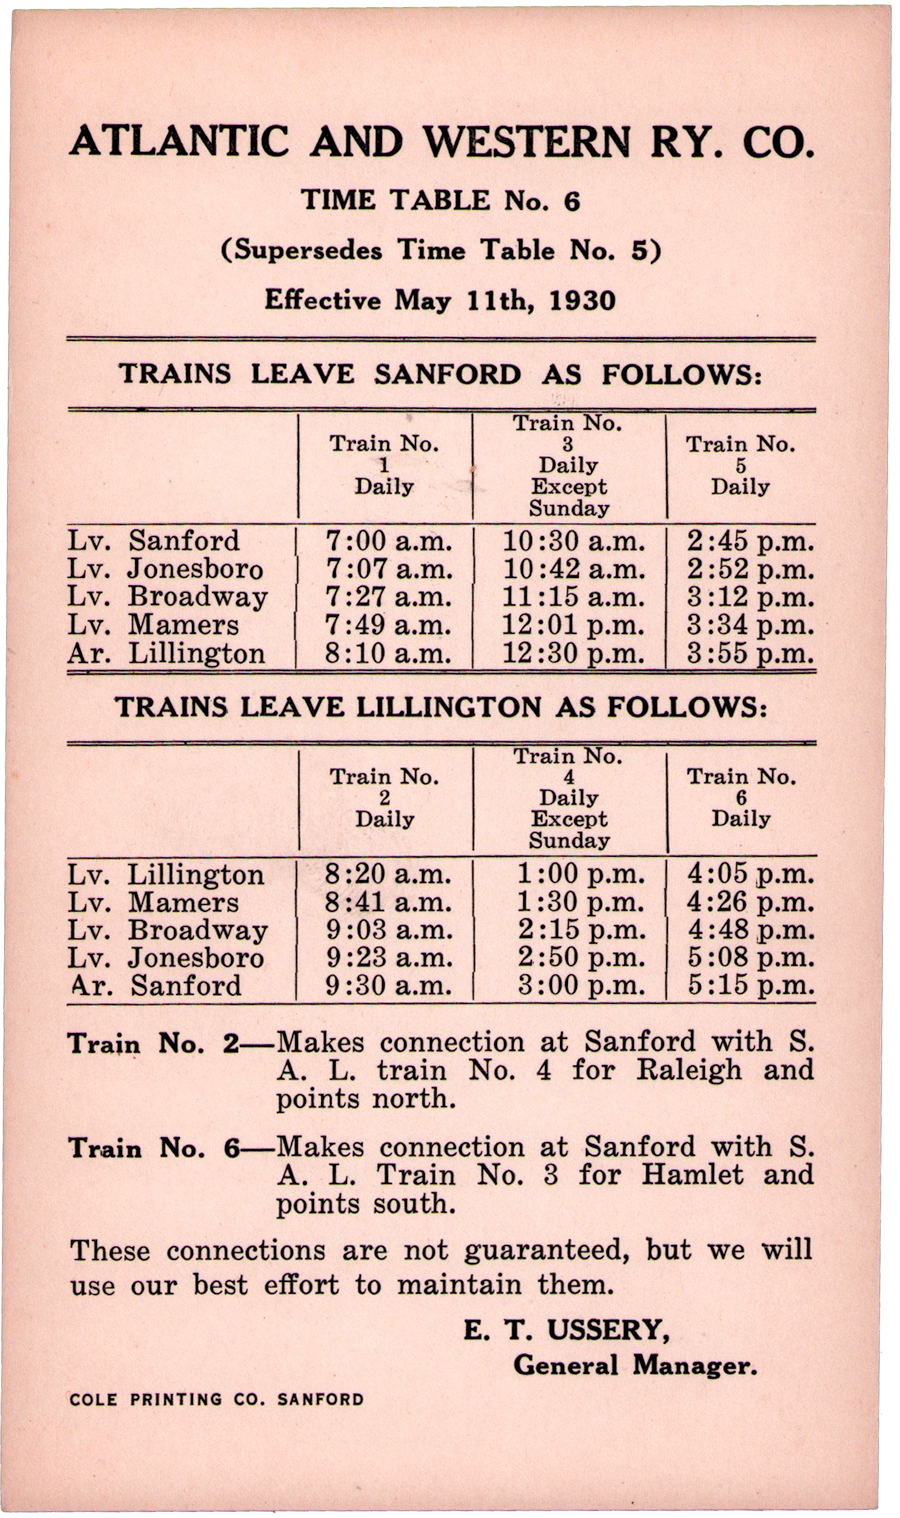 ATLANTIC AND WESTERN RY. CO.
TIME TABLE No. 6
(Supersedes Time Table No. 5)
Effective May 11th, 1930
TRAINS LEAVE SANFORD AS FOLLOWS:
Train No. 1 Daily | Train No. 3 Daily Except Sunday | Train No. 5 Daily
Lv. Sanford 7:00 a.m. 10:30 a.m. 2:45 p.m.
Lv. Jonesboro 7:07 a.m. 10:42 a.m. 2:52 p.m.
Lv. Broadway 7:27 a.m. 11:15 a.m. 3:12 p.m.
Lv. Mamers 7:49 a.m. 12:01 p.m. 3:34 p.m.
Ar. Lillington 8:10 a.m. 12:30 p.m. 3:55 p.m.
TRAINS LEAVE LILLINGTON AS FOLLOWS:
Train No. 2 Daily | Train No. 4 Daily Except Sunday | Train No. 6 Daily
Lv. Lillington 8:20 a.m. 1:00 p.m. 4:05 p.m.
Lv. Mamers 8:41 a.m. 1:30 p.m. 4:26 p.m.
Lv. Broadway 9:03 a.m. 2:15 p.m. 4:48 p.m.
Lv. Jonesboro 9:23 a.m. 2:50 p.m. 5:08 p.m.
Ar. Sanford 9:30 a.m. 3:00 p.m. 5:15 p.m.
Train No. 2—Makes connection at Sanford with S.
A. L. train No. 4 for Raleigh and
points north.
Train No. 6—Makes connection at Sanford with S.
A. L. Train No. 3 for Hamlet and
points south.
These connections are not guaranteed, but we will
use our best effort to maintain them.
E. T. USSERY,
General Manager.
COLE PRINTING CO. SANFORD